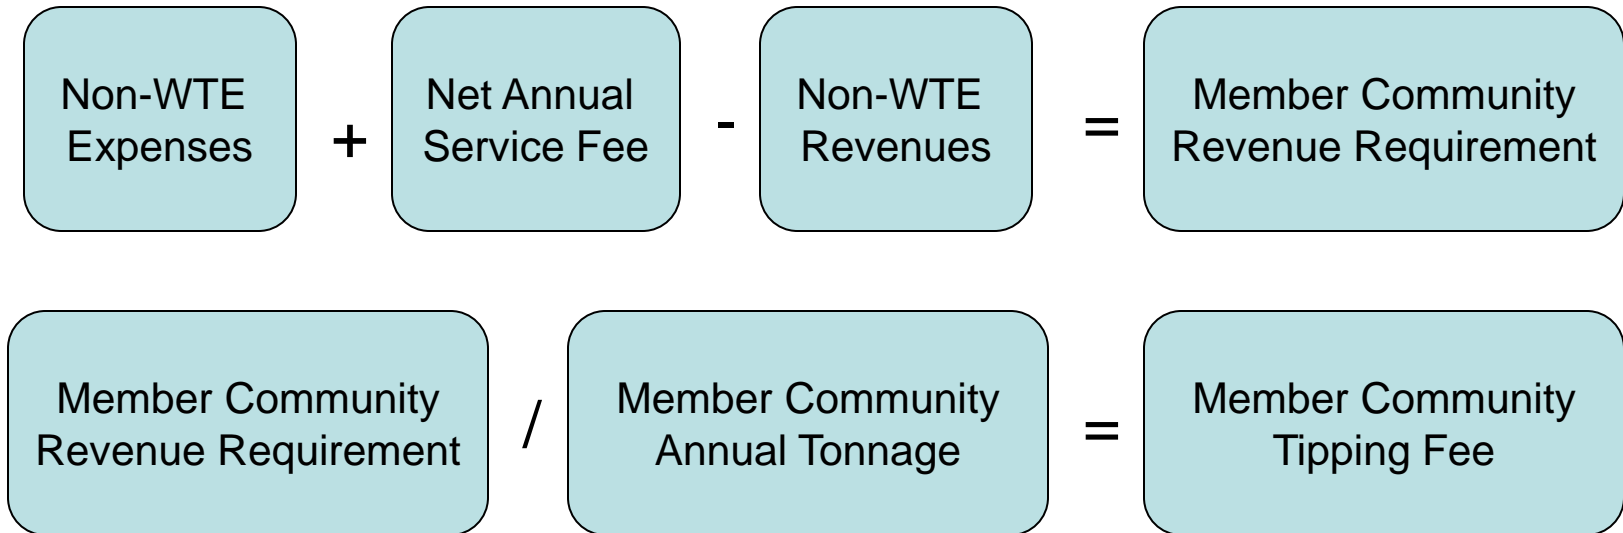 Non-WTE
Expenses
+
Net Annual
Service Fee
-
Non-WTE
Revenues
=
Member Community
Revenue Requirement
Member Community
Revenue Requirement
/
Member Community
Annual Tonnage
=
Member Community
Tipping Fee